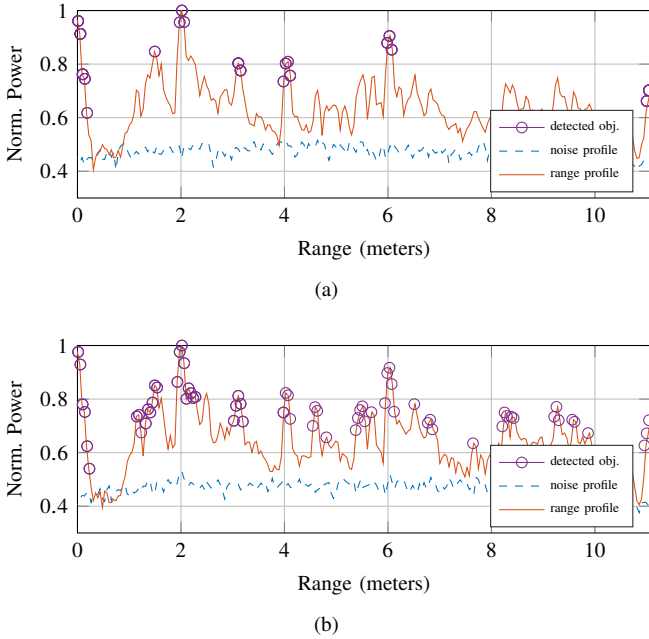 1
0.8
0.6
0.4
Norm. Power
detected obj.
noise profile
range profile
0 2 4 6 8 10
Range (meters)
(a)
1
0.8
0.6
0.4
Norm. Power
detected obj.
noise profile
range profile
0 2 4 6 8 10
Range (meters)
(b)